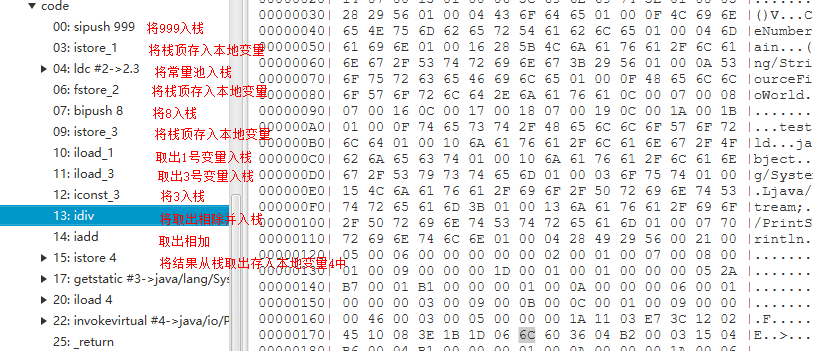 code
00: sipush 999 将999入栈
03: istore_1 将栈顶存入本地变量
04: ldc #2->2.3 将常量池入栈
06: fstore_2 将栈顶存入本地变量
07: bipush 8 将8入栈
09: istore_3 将栈顶存入本地变量
10: iload_1 取出1号变量入栈
11: iload_3 取出3号变量入栈
12: iconst_3 将3入栈
13: idiv 将取出相除并入栈
14: iadd 取出相加
15: istore 4 将结果从栈取出存入本地变量4中
17: getstatic #3->java/lang/Sys
20: iload 4
22: invokevirtual #4->java/io/P
25: _return
00000030 28 29 56 01 00 04 43 6F 64 65 01 00 0F 4C 69 6E |()V...C
00000040 65 4E 75 6D 62 65 72 54 61 62 6C 65 01 00 04 6D |eNumber
00000050 61 69 6E 01 00 16 28 5B 4C 6A 61 76 61 2F 6C 61 |ain...(
00000060 6E 67 2F 53 74 72 69 6E 67 3B 29 56 01 00 0A 53 |ng/Stri
00000070 6F 75 72 63 65 46 69 6C 65 01 00 0F 48 65 6C 6C |ourceFi
00000080 6F 57 6F 72 6C 64 2E 6A 61 76 61 0C 00 07 00 08 |oWorld.
00000090 07 00 16 0C 00 17 00 18 07 00 19 0C 00 1A 00 1B |.......
000000A0 01 00 0F 74 65 73 74 2F 48 65 6C 6C 6F 57 6F 72 |...test
000000B0 6C 64 01 00 10 6A 61 76 61 2F 6C 61 6E 67 2F 4F |ld...jav
000000C0 62 6A 65 63 74 01 00 10 6A 61 76 61 2F 6C 61 6E |bject...
000000D0 67 2F 53 79 73 74 65 6D 01 00 03 6F 75 74 01 00 |g/System
000000E0 15 4C 6A 61 76 61 2F 69 6F 2F 50 72 69 6E 74 53 |.Ljava/
000000F0 74 72 65 61 6D 3B 01 00 13 6A 61 76 61 2F 69 6F |tream;.
00000100 2F 50 72 69 6E 74 53 74 72 65 61 6D 01 00 07 70 |/PrintS
00000110 72 69 6E 74 6C 6E 01 00 04 28 49 29 56 00 21 00 |rintln.
00000120 05 00 06 00 00 00 00 00 02 00 01 00 07 00 08 00 |.......
00000130 01 00 09 00 00 00 1D 00 01 00 01 00 00 00 05 2A |.......
00000140 B7 00 01 B1 00 00 00 01 00 0A 00 00 00 06 00 01 |.......
00000150 00 00 00 03 00 09 00 0B 00 0C 00 01 00 09 00 00 |.......
00000160 00 46 00 03 00 05 00 00 00 1A 11 03 E7 3C 12 02 |.F.....
00000170 45 10 08 3E 1B 1D 06 6C 60 36 04 B2 00 03 15 04 |E..>...